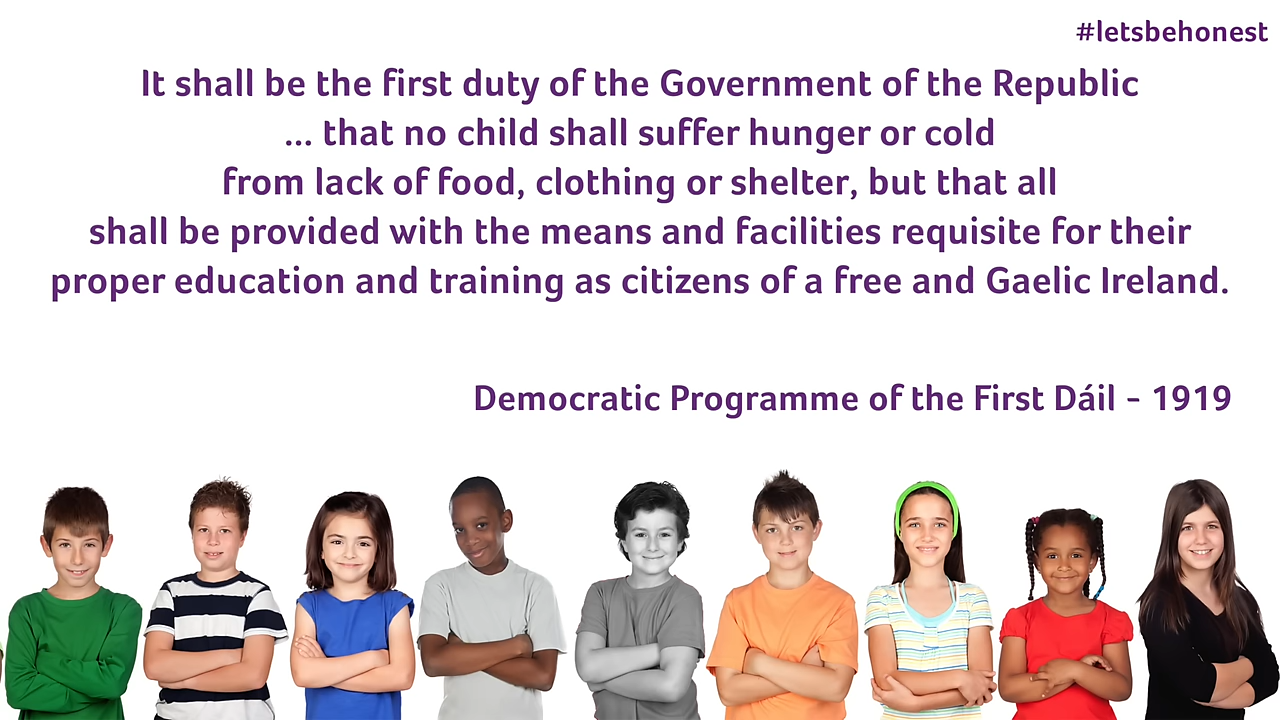 #letsbehonest
It shall be the first duty of the Government of the Republic
... that no child shall suffer hunger or cold
from lack of food, clothing or shelter, but that all
shall be provided with the means and facilities requisite for their
proper education and training as citizens of a free and Gaelic Ireland.
Democratic Programme of the First Dáil - 1919